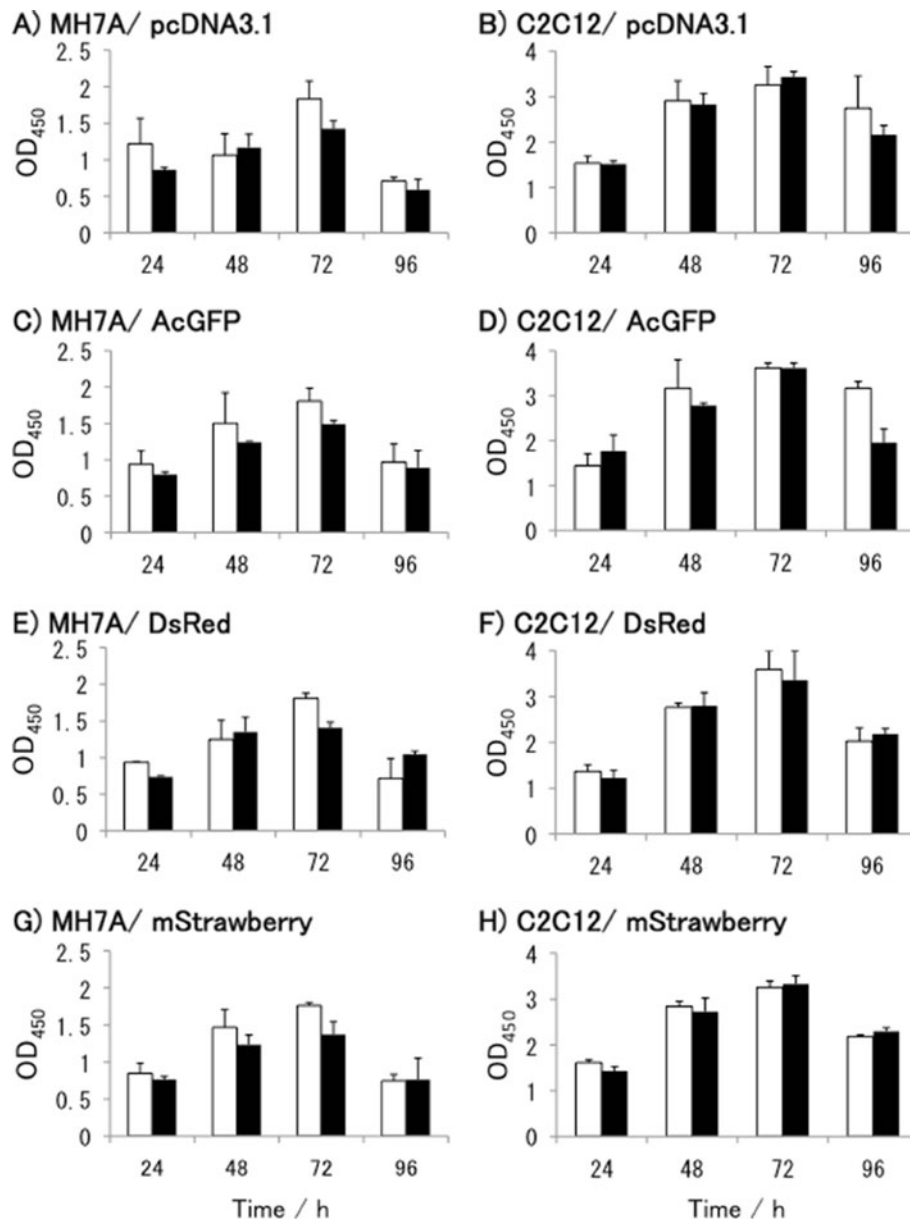 A) MH7A/ pcDNA3.1
2.5
2
1.5
1
0.5
0
OD450
24 48 72 96
B) C2C12/ pcDNA3.1
4
3
2
1
0
OD450
24 48 72 96
C) MH7A/ AcGFP
2.5
2
1.5
1
0.5
0
OD450
24 48 72 96
D) C2C12/ AcGFP
4
3
2
1
0
OD450
24 48 72 96
E) MH7A/ DsRed
2.5
2
1.5
1
0.5
0
OD450
24 48 72 96
F) C2C12/ DsRed
4
3
2
1
0
OD450
24 48 72 96
G) MH7A/ mStrawberry
2.5
2
1.5
1
0.5
0
OD450
24 48 72 96
Time / h
H) C2C12/ mStrawberry
4
3
2
1
0
OD450
24 48 72 96
Time / h